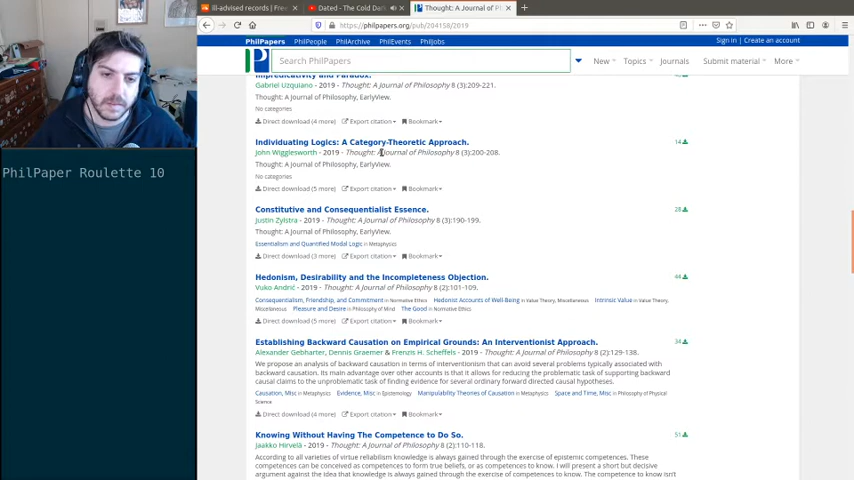 ill-advised records | Free
Dated - The Cold Dar
Thought: A Journal of P
https://philpapers.org/pub/204158/2019
PhilPapers PhilPeople PhilArchive PhilEvents PhilJobs
Sign in | Create an account
Search PhilPapers
New Topics Journals Submit material More
Impredicativity and Paradox.
Gabriel Uzquiano - 2019 - Thought: A Journal of Philosophy 8 (3):209-221.
Thought: A Journal of Philosophy, EarlyView.
No categories
Direct download (4 more) Export citation Bookmark
Individuating Logics: A Category-Theoretic Approach.
14
John Wigglesworth - 2019 - Thought: A Journal of Philosophy 8 (3):200-208.
Thought: A Journal of Philosophy, EarlyView.
No categories
Direct download (5 more) Export citation Bookmark
Constitutive and Consequentialist Essence.
28
Justin Zylstra - 2019 - Thought: A Journal of Philosophy 8 (3):190-199.
Thought: A Journal of Philosophy, EarlyView.
Essentialism and Quantified Modal Logic in Metaphysics
Direct download (3 more) Export citation Bookmark
Hedonism, Desirability and the Incompleteness Objection.
44
Vuko Andrić - 2019 - Thought: A Journal of Philosophy 8 (2):101-109.
Consequentialism, Friendship, and Commitment in Normative Ethics Hedonist Accounts of Well-Being in Value Theory, Miscellaneous Intrinsic Value in Value Theory,
Miscellaneous Pleasure and Desire in Philosophy of Mind The Good in Normative Ethics
Direct download (5 more) Export citation Bookmark
Establishing Backward Causation on Empirical Grounds: An Interventionist Approach.
34
Alexander Gebharter, Dennis Graemer & Frenzis H. Scheffels - 2019 - Thought: A Journal of Philosophy 8 (2):129-138.
We propose an analysis of backward causation in terms of interventionism that can avoid several problems typically associated with
backward causation. Its main advantage over other accounts is that it allows for reducing the problematic task of supporting backward
causal claims to the unproblematic task of finding evidence for several ordinary forward directed causal hypotheses.
Causation, Misc in Metaphysics Evidence, Misc in Epistemology Manipulability Theories of Causation in Metaphysics Space and Time, Misc in Philosophy of Physical
Science
Direct download (4 more) Export citation Bookmark
Knowing Without Having The Competence to Do So.
51
Jaakko Hirvelä - 2019 - Thought: A Journal of Philosophy 8 (2):110-118.
According to all varieties of virtue reliabilism knowledge is always gained through the exercise of epistemic competences. These
competences can be conceived as competences to form true beliefs, or as competences to know. I will present a short but decisive
argument against the idea that knowledge is always gained through the exercise of competences to know. The competence to know isn't
PhilPaper Roulette 10